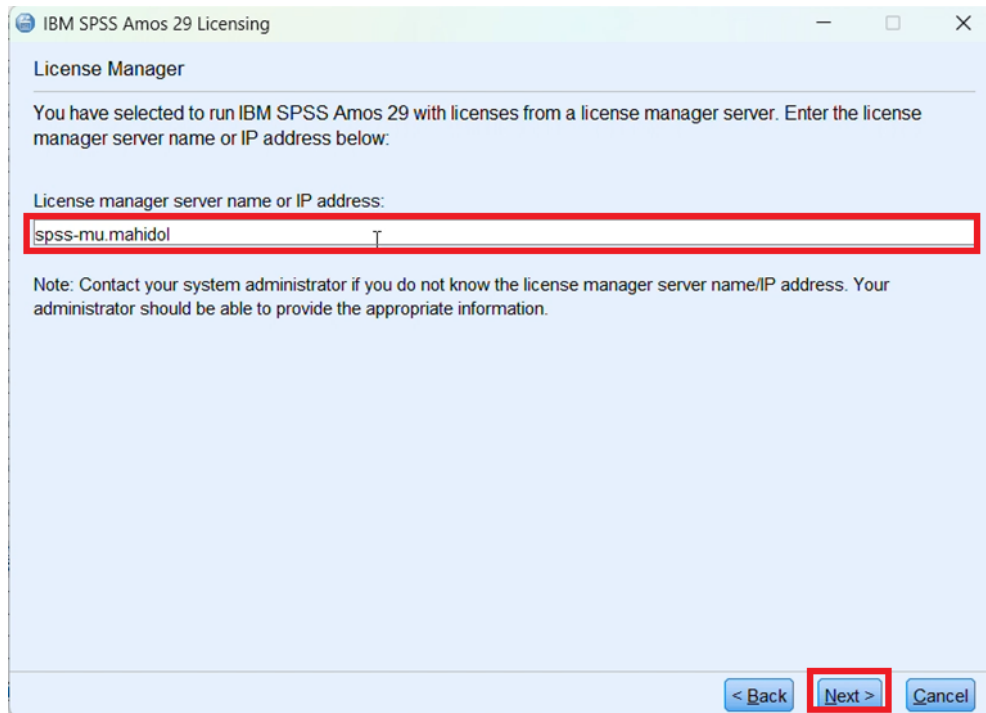 IBM SPSS Amos 29 Licensing
License Manager
You have selected to run IBM SPSS Amos 29 with licenses from a license manager server. Enter the license
manager server name or IP address below:
License manager server name or IP address:
spss-mu.mahidol
Note: Contact your system administrator if you do not know the license manager server name/IP address. Your
administrator should be able to provide the appropriate information.
< Back Next > Cancel